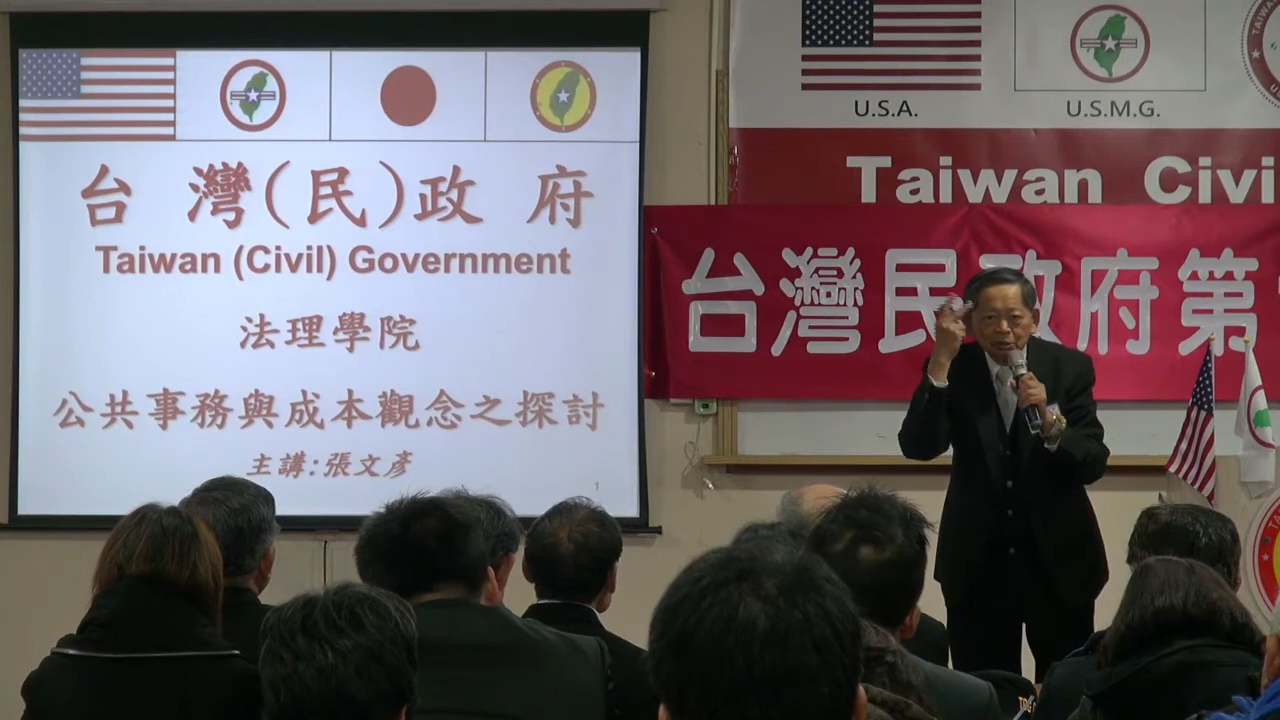 台灣(民)政府
Taiwan (Civil) Government
法理學院
公共事務與成本觀念之探討
主講:張文彥
1
U.S.A.
U.S.M.G.
Taiwan Civi
台灣民政府第